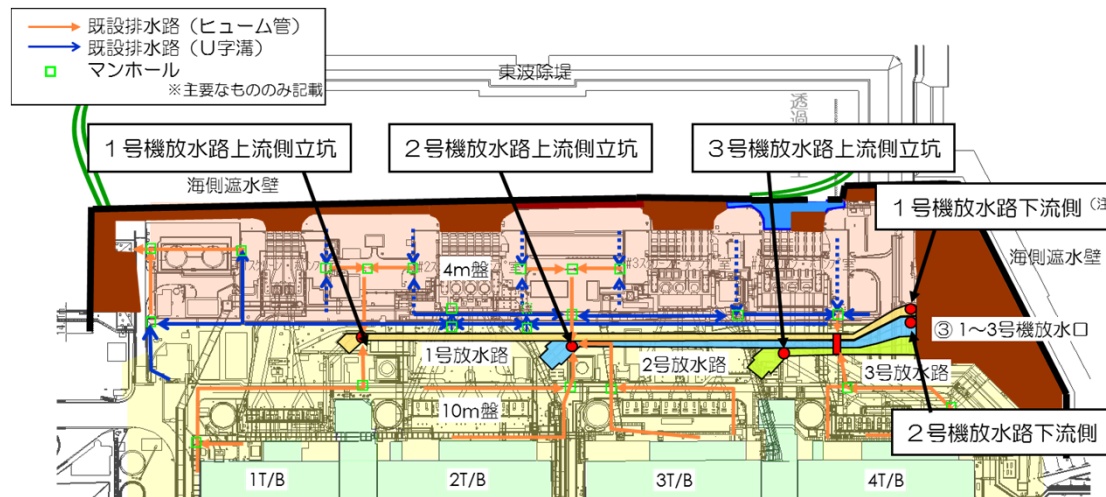 既設排水路（ヒューム管）
既設排水路（U字溝）
マンホール
※主要なもののみ記載
東波除堤
1号機放水路上流側立坑
2号機放水路上流側立坑
3号機放水路上流側立坑
海側遮水壁
1号機放水路下流側（注
海側遮水壁
4m盤
③ 1～3号機放水口
1号放水路
2号放水路
3号放水路
10m盤
2号機放水路下流側
1T/B
2T/B
3T/B
4T/B